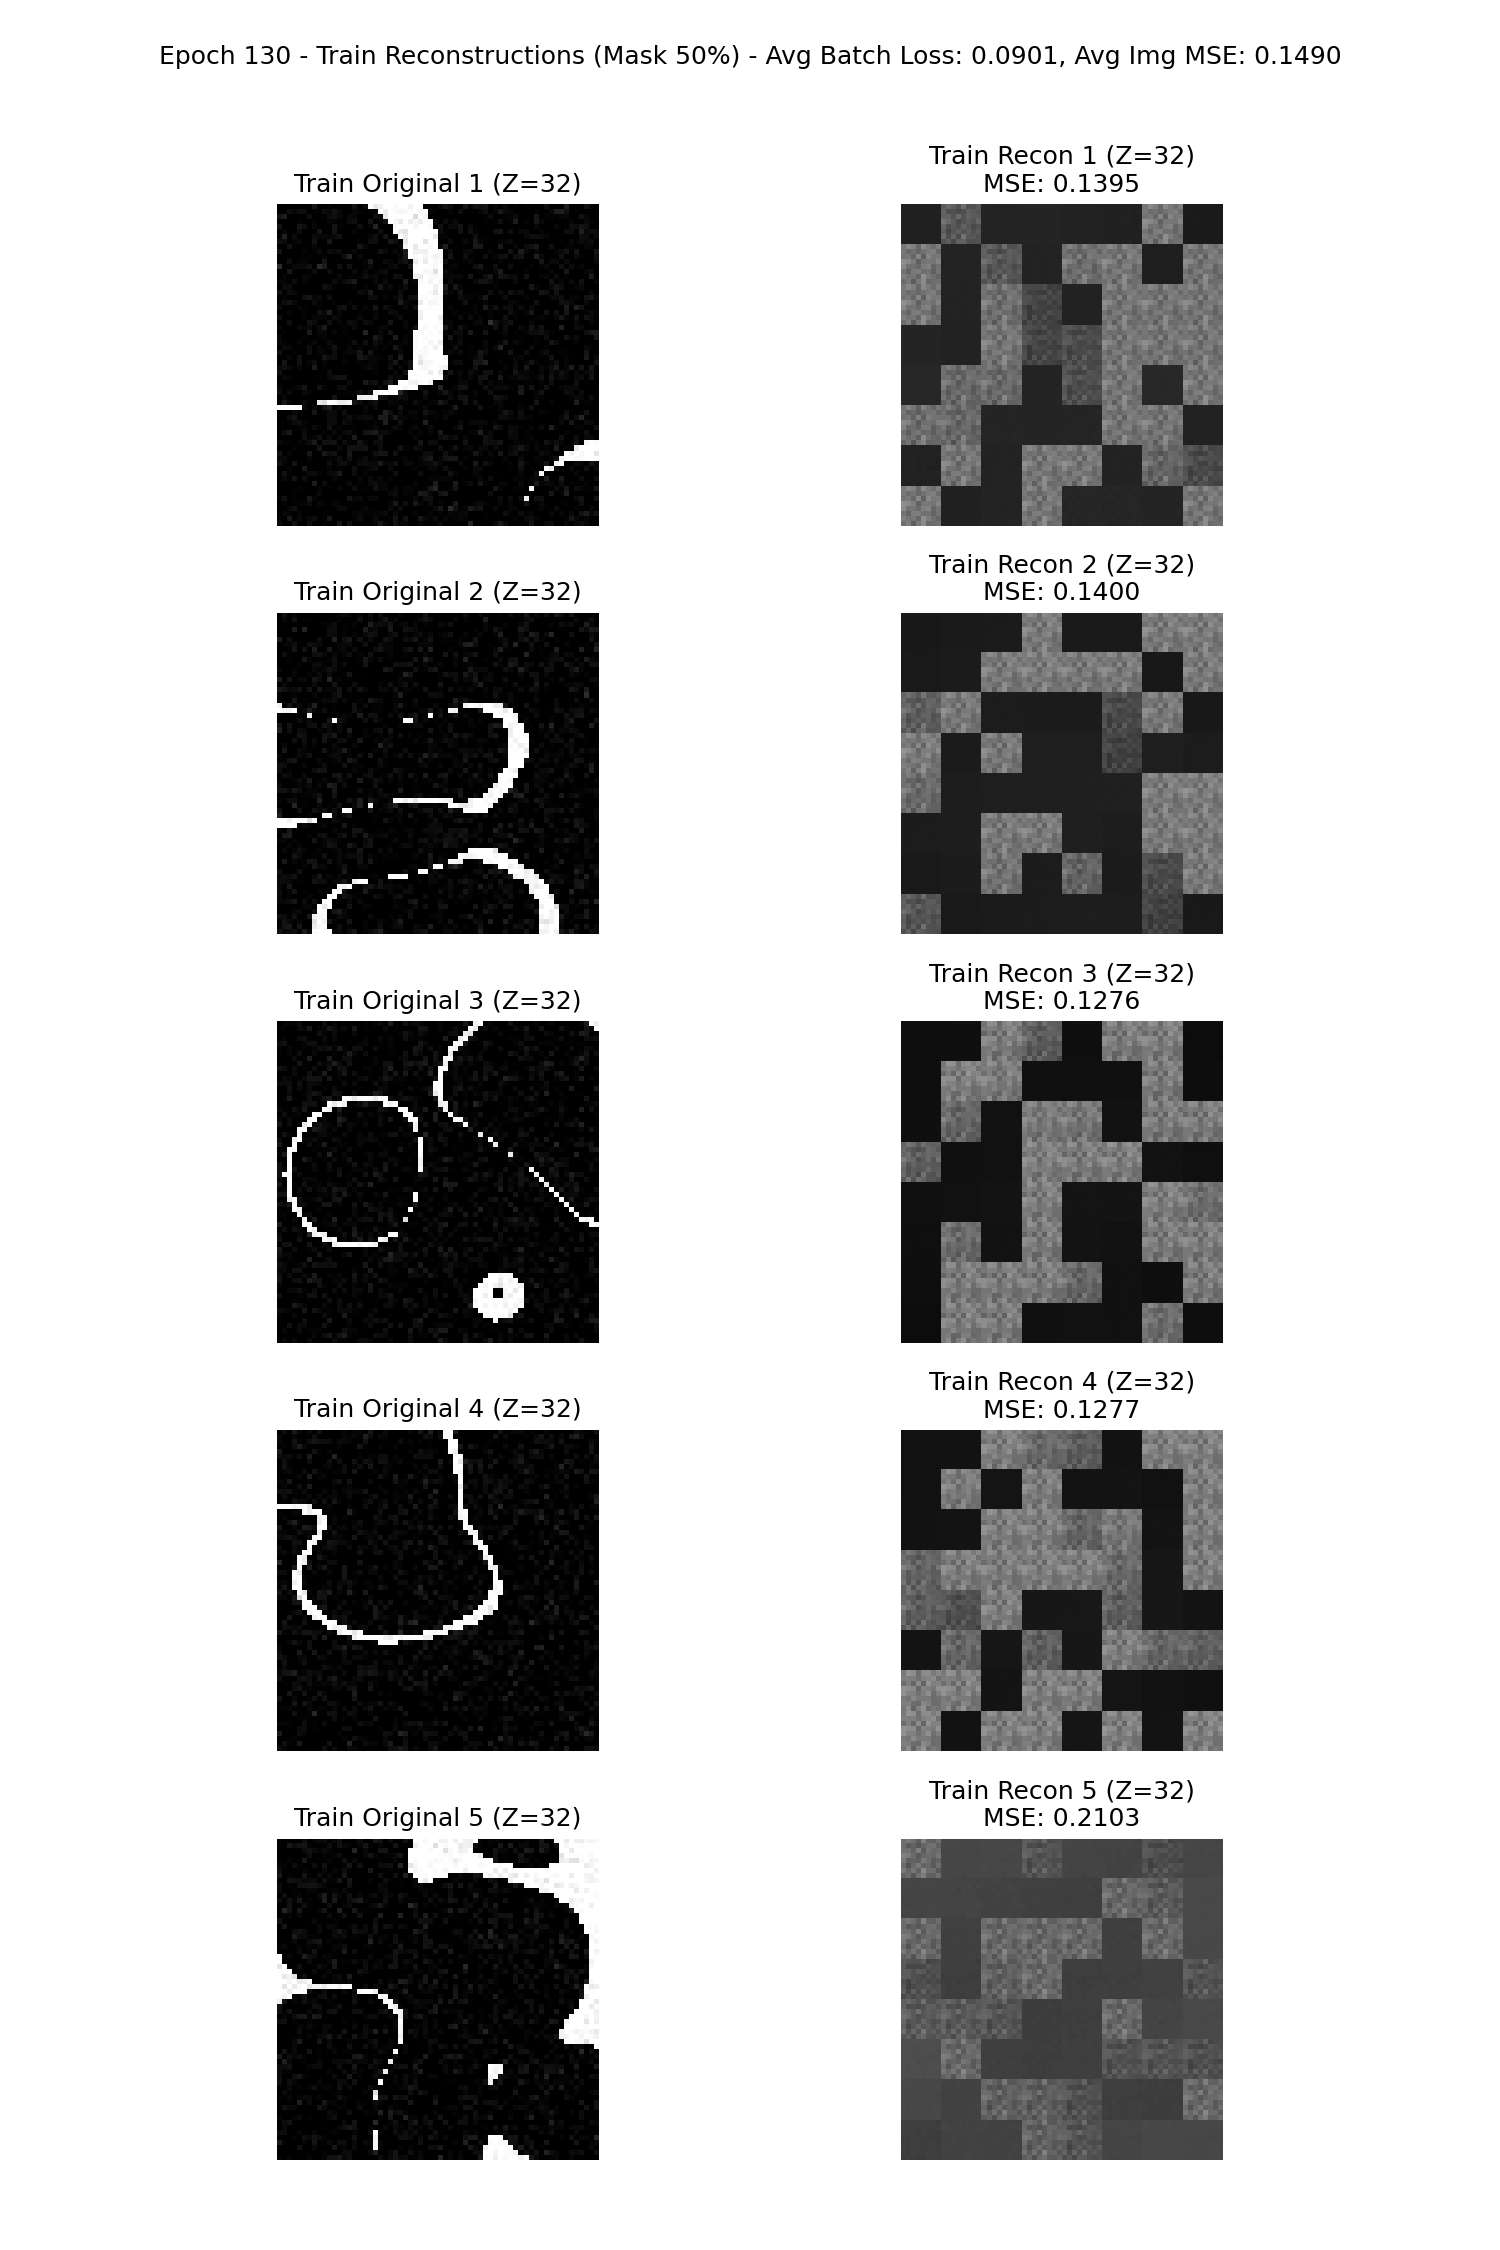 Epoch 130 - Train Reconstructions (Mask 50%) - Avg Batch Loss: 0.0901, Avg Img MSE: 0.1490
Train Original 1 (Z=32)
Train Recon 1 (Z=32)
MSE: 0.1395
Train Original 2 (Z=32)
Train Recon 2 (Z=32)
MSE: 0.1400
Train Original 3 (Z=32)
Train Recon 3 (Z=32)
MSE: 0.1276
Train Original 4 (Z=32)
Train Recon 4 (Z=32)
MSE: 0.1277
Train Original 5 (Z=32)
Train Recon 5 (Z=32)
MSE: 0.2103